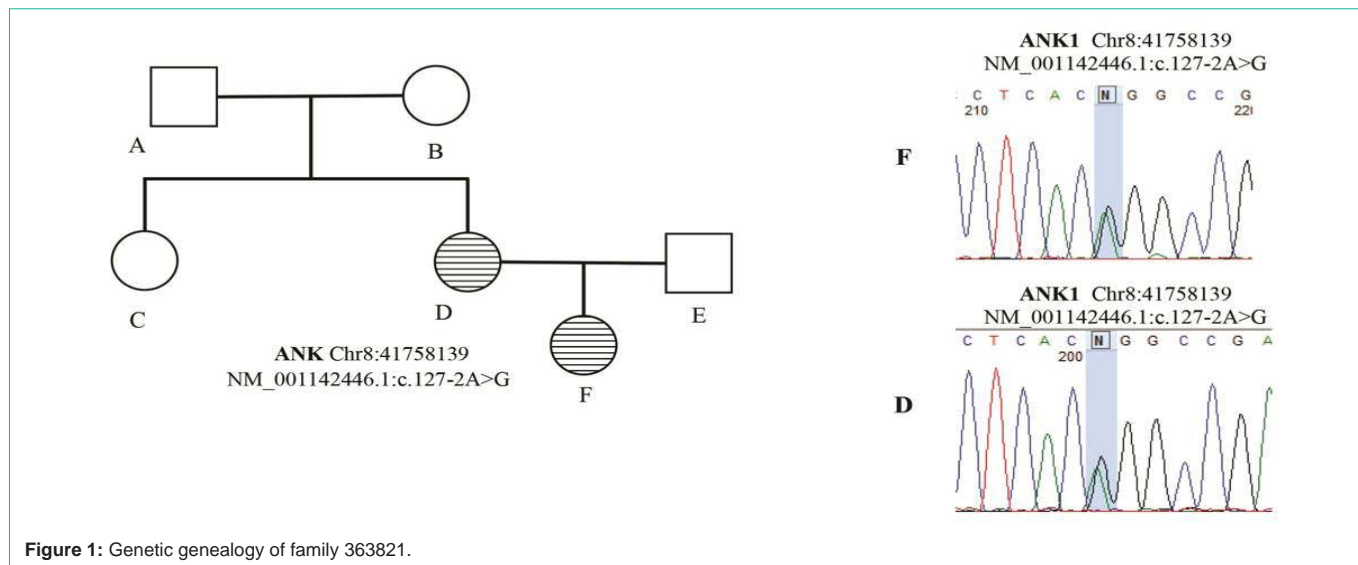 A
B
C
D
E
F
ANK Chr8:41758139
NM_001142446.1:c.127-2A>G
ANK1 Chr8:41758139
NM_001142446.1:c.127-2A>G
C T C A C N G G C C G
210
F
ANK1 Chr8:41758139
NM_001142446.1:c.127-2A>G
C T C A C N G G C C G A
200
D
Figure 1: Genetic genealogy of family 363821.